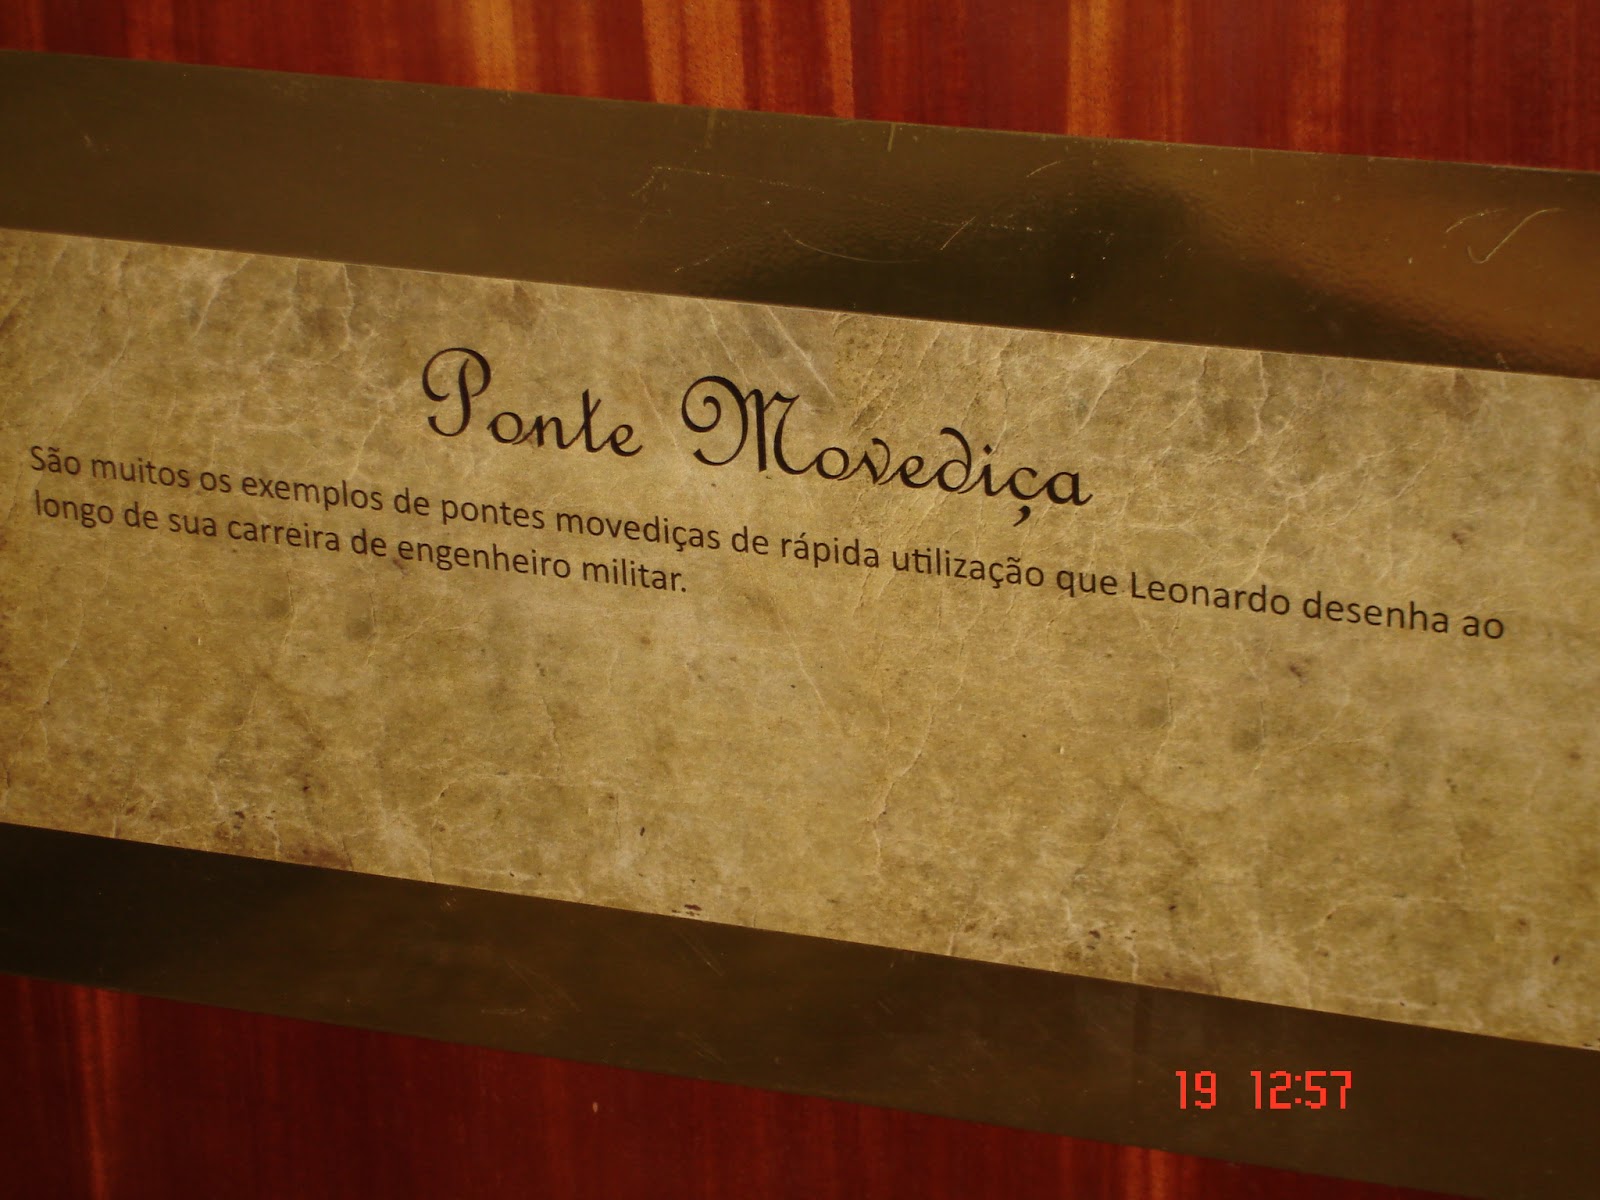 Ponte Movediça
São muitos os exemplos de pontes movediças de rápida utilização que Leonardo desenha ao
longo de sua carreira de engenheiro militar.
19 12:57